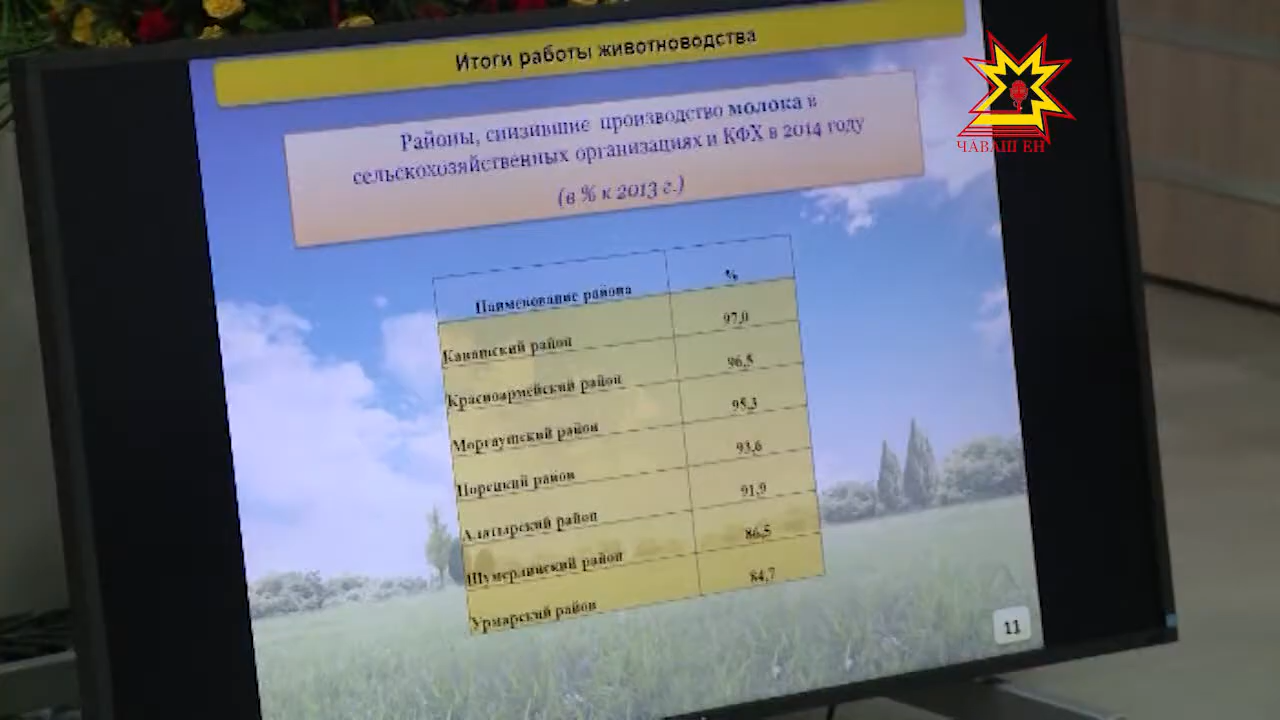 Итоги работы животноводства
ЧӐВАШ ЕН
Районы, снизившие производство молока в
сельскохозяйственных организациях и КФХ в 2014 году
(в % к 2013 г.)
Наименование района %
Канашский район 97,0
Красноармейский район 96,5
Моргаушский район 95,3
Порецкий район 93,6
Алатырский район 91,9
Шумерлинский район 86,5
Урмарский район 84,7
11